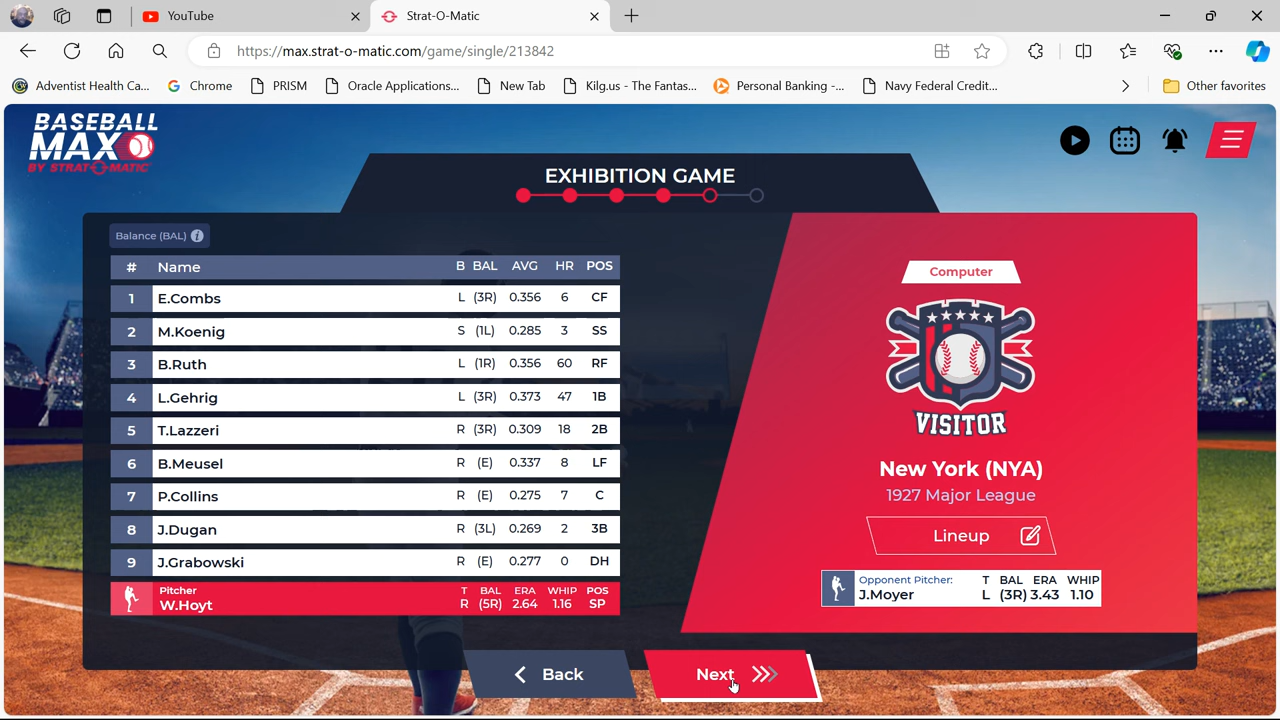 YouTube
Strat-O-Matic
https://max.strat-o-matic.com/game/single/213842
Adventist Health Ca...
Chrome
PRISM
Oracle Applications...
New Tab
Kilg.us - The Fantas...
Personal Banking -...
Navy Federal Credit...
Other favorites
BASEBALL
MAX
BY STRAT-O-MATIC
EXHIBITION GAME
Balance (BAL) i
# Name B BAL AVG HR POS
1 E.Combs L (3R) 0.356 6 CF
2 M.Koenig S (1L) 0.285 3 SS
3 B.Ruth L (1R) 0.356 60 RF
4 L.Gehrig L (3R) 0.373 47 1B
5 T.Lazzeri R (3R) 0.309 18 2B
6 B.Meusel R (E) 0.337 8 LF
7 P.Collins R (E) 0.275 7 C
8 J.Dugan R (3L) 0.269 2 3B
9 J.Grabowski R (E) 0.277 0 DH
Pitcher T BAL ERA WHIP POS
W.Hoyt R (5R) 2.64 1.16 SP
Computer
VISITOR
New York (NYA)
1927 Major League
Lineup
Opponent Pitcher: T BAL ERA WHIP
J.Moyer L (3R) 3.43 1.10
Back
Next